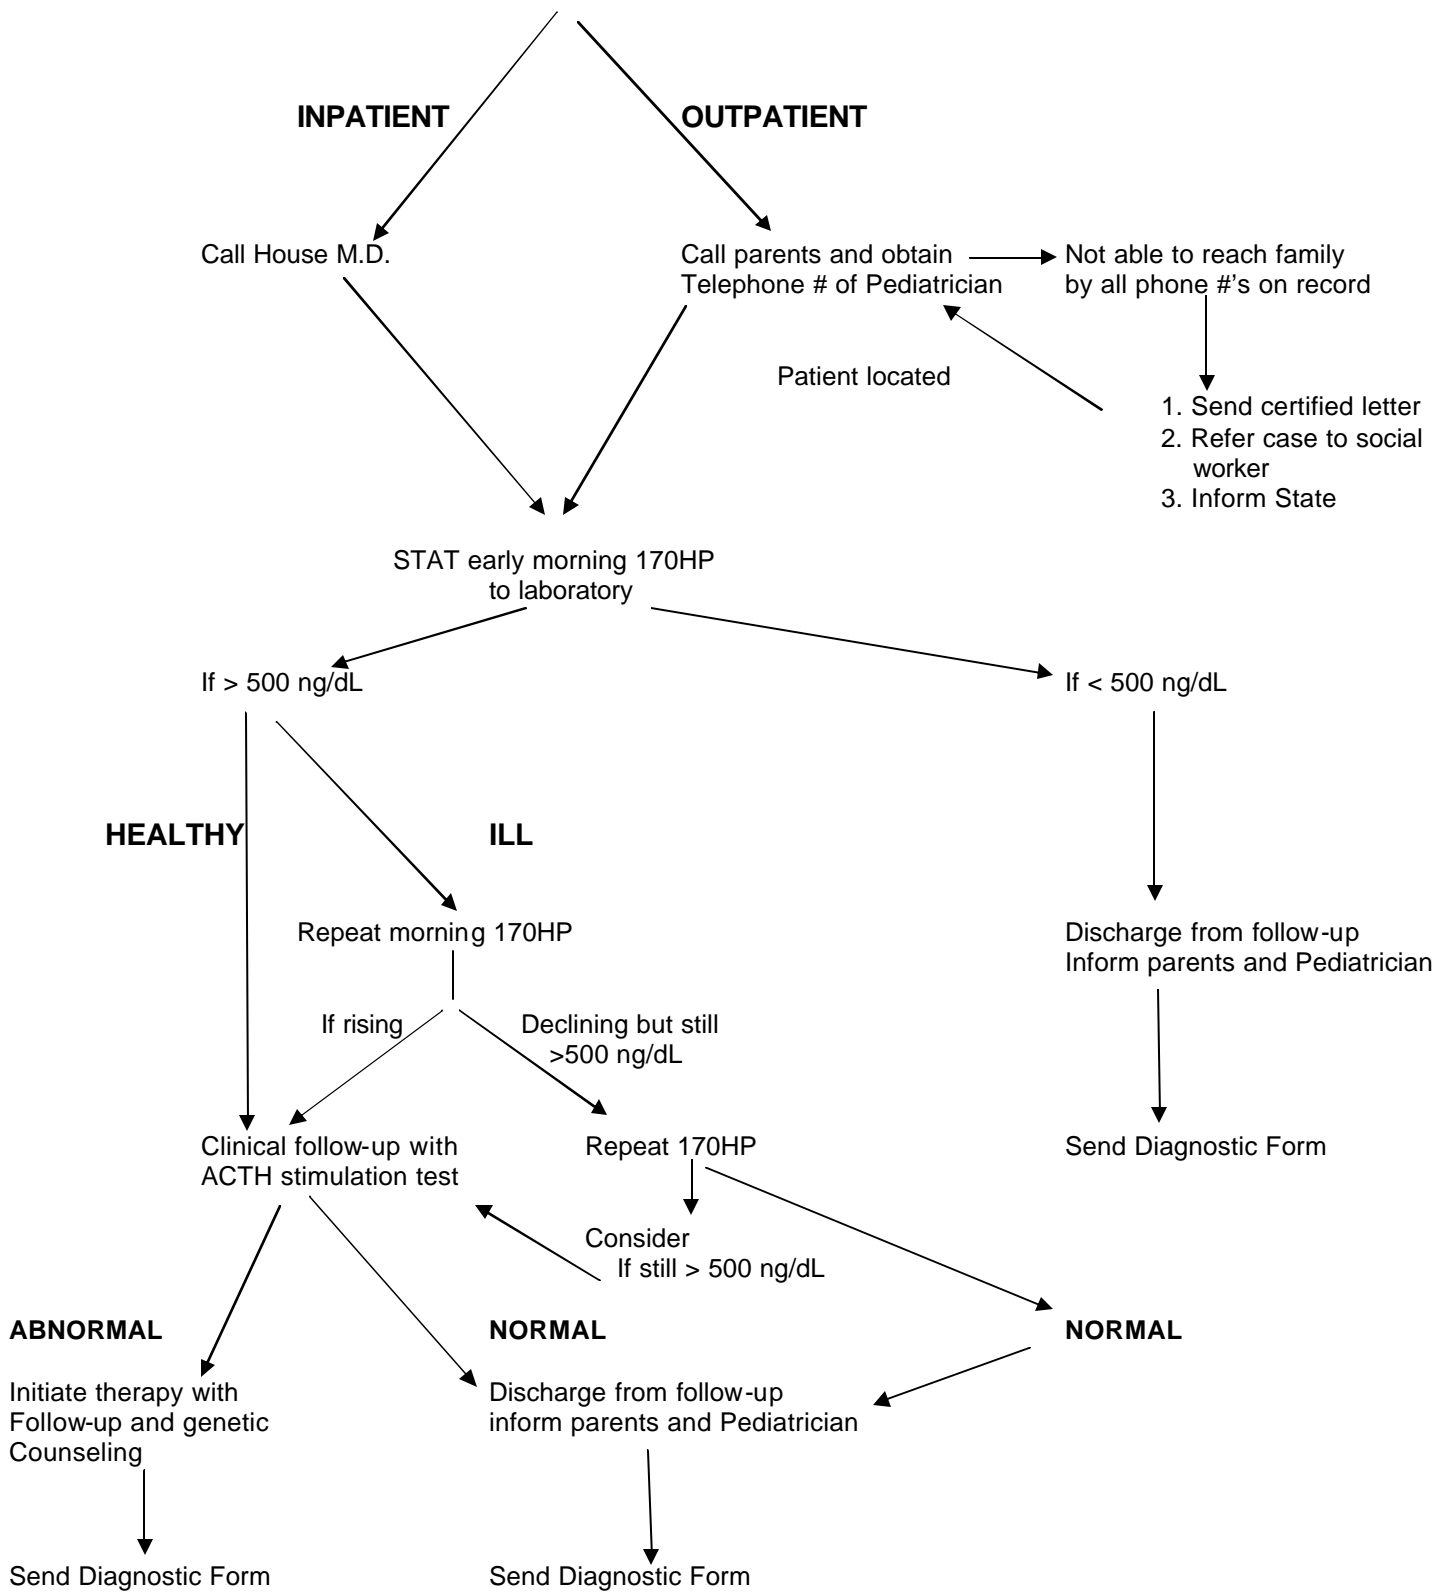 INPATIENT
OUTPATIENT
Call House M.D.
Call parents and obtain
Telephone # of Pediatrician
Not able to reach family
by all phone #'s on record
Patient located
1. Send certified letter
2. Refer case to social
worker
3. Inform State
STAT early morning 170HP
to laboratory
If > 500 ng/dL
If < 500 ng/dL
HEALTHY
ILL
Repeat morning 170HP
Discharge from follow-up
Inform parents and Pediatrician
If rising
Declining but still
>500 ng/dL
Clinical follow-up with
ACTH stimulation test
Repeat 170HP
Send Diagnostic Form
Consider
If still > 500 ng/dL
ABNORMAL
NORMAL
NORMAL
Initiate therapy with
Follow-up and genetic
Counseling
Discharge from follow-up
inform parents and Pediatrician
Send Diagnostic Form
Send Diagnostic Form